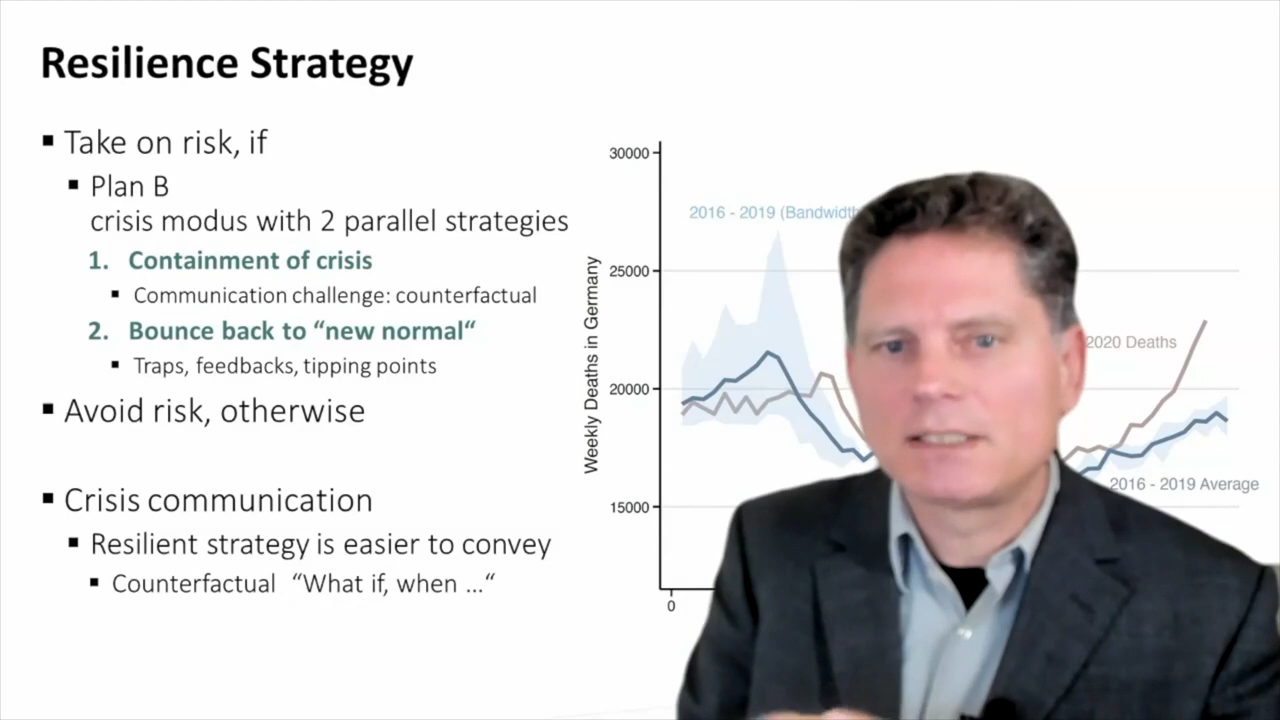 Resilience Strategy
Take on risk, if
Plan B
crisis modus with 2 parallel strategies
1. Containment of crisis
Communication challenge: counterfactual
2. Bounce back to “new normal“
Traps, feedbacks, tipping points
Avoid risk, otherwise
Crisis communication
Resilient strategy is easier to convey
Counterfactual “What if, when ...“
30000
25000
20000
15000
0
Weekly Deaths in Germany
2016 - 2019
2020 Deaths
2016 - 2019 Average